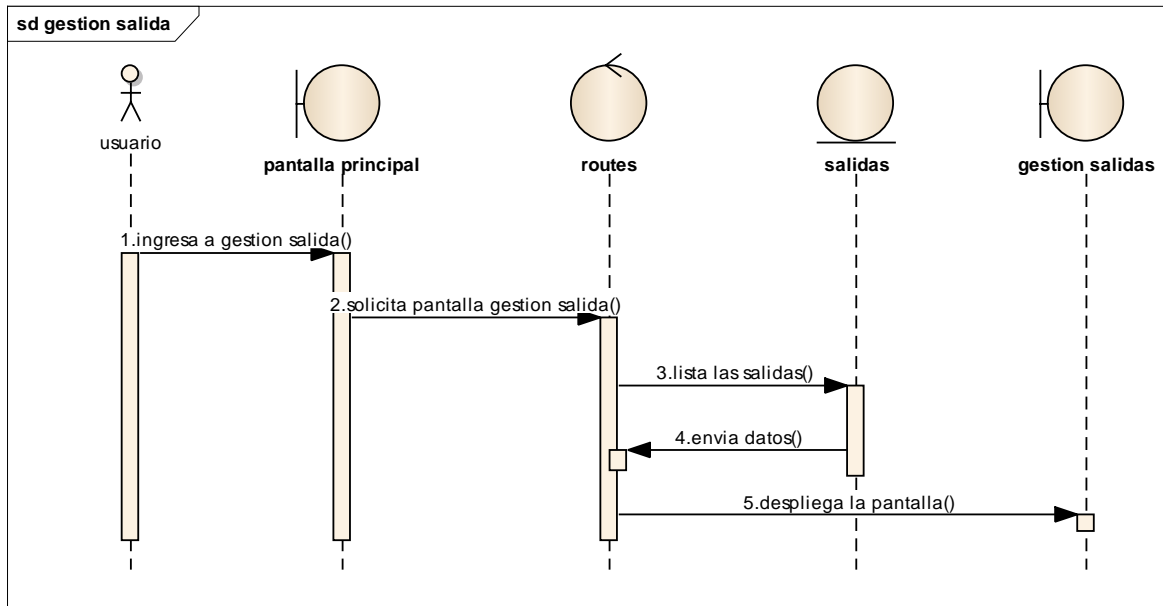 sd gestion salida
usuario
pantalla principal
routes
salidas
gestion salidas
1.ingresa a gestion salida()
2.solicita pantalla gestion salida()
3.lista las salidas()
4.envia datos()
5.despliega la pantalla()